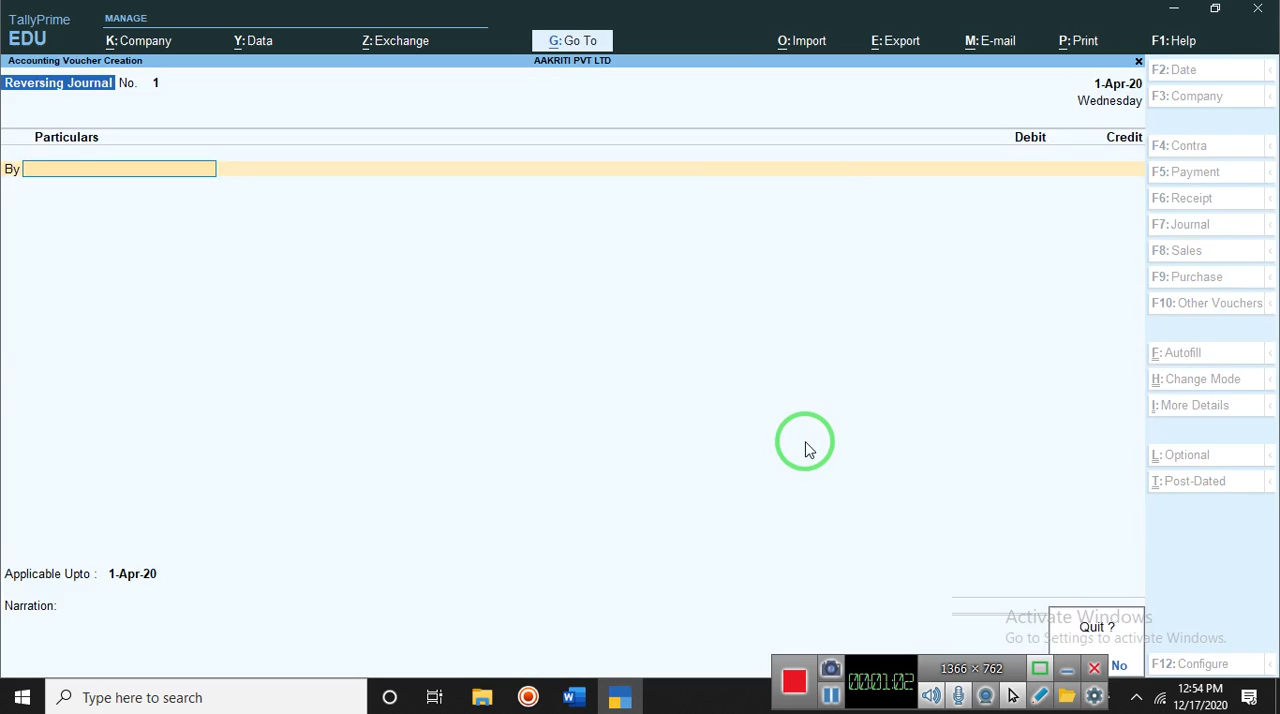 TallyPrime
MANAGE
EDU
K: Company
Y: Data
Z: Exchange
G: Go To
O: Import
E: Export
M: E-mail
P: Print
F1: Help
Accounting Voucher Creation
AAKRITI PVT LTD
Reversing Journal No. 1
1-Apr-20
Wednesday
Particulars
Debit
Credit
By
F2: Date
F3: Company
F4: Contra
F5: Payment
F6: Receipt
F7: Journal
F8: Sales
F9: Purchase
F10: Other Vouchers
F: Autofill
H: Change Mode
I: More Details
L: Optional
T: Post-Dated
F12: Configure
Applicable Upto : 1-Apr-20
Narration:
Activate Windows
Go to Settings to activate Windows.
Quit ?
No
00:01:02
1366 × 762
Type here to search
12:54 PM
12/17/2020